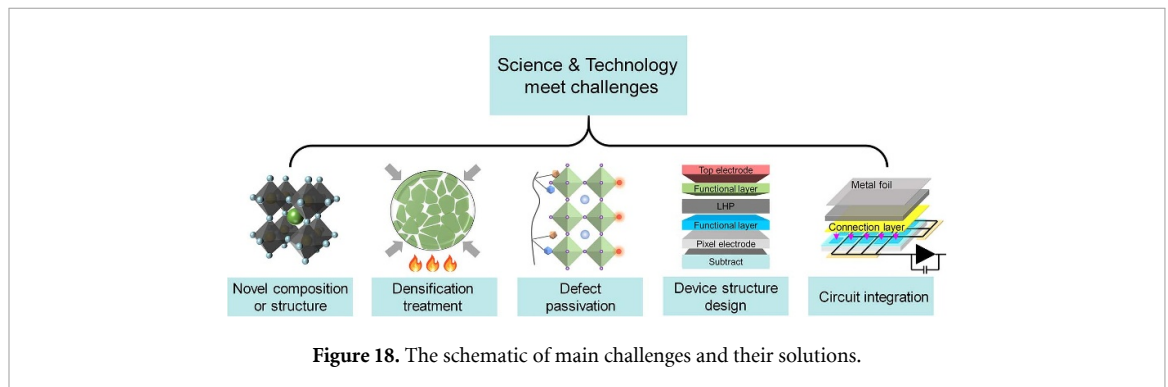 Science & Technology
meet challenges
Top electrode
Functional layer
LHP
Functional layer
Pixel electrode
Subtract
Metal foil
Connection layer
Novel composition
or structure
Densification
treatment
Defect
passivation
Device structure
design
Circuit integration
Figure 18. The schematic of main challenges and their solutions.